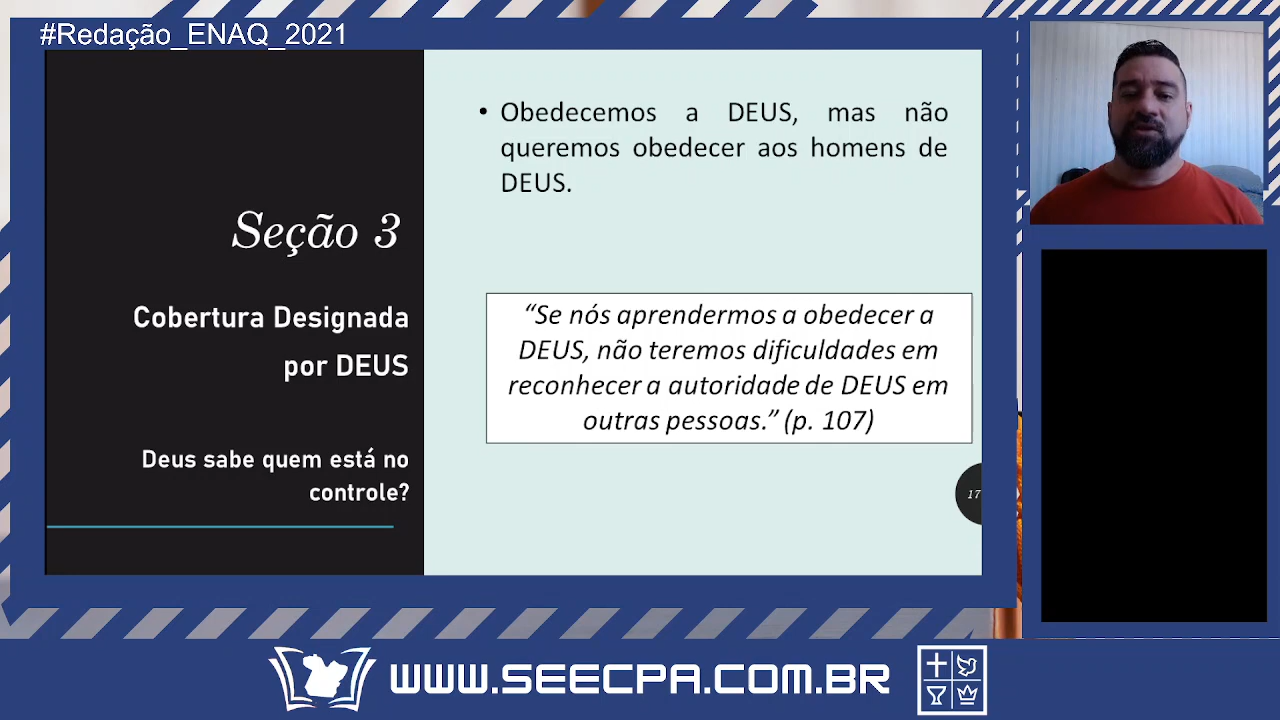 #Redação_ENAQ_2021
Seção 3
Cobertura Designada
por DEUS
Deus sabe quem está no
controle?
• Obedecemos a DEUS, mas não
queremos obedecer aos homens de
DEUS.
“Se nós aprendermos a obedecer a
DEUS, não teremos dificuldades em
reconhecer a autoridade de DEUS em
outras pessoas.” (p. 107)
17
WWW.SEECPA.COM.BR